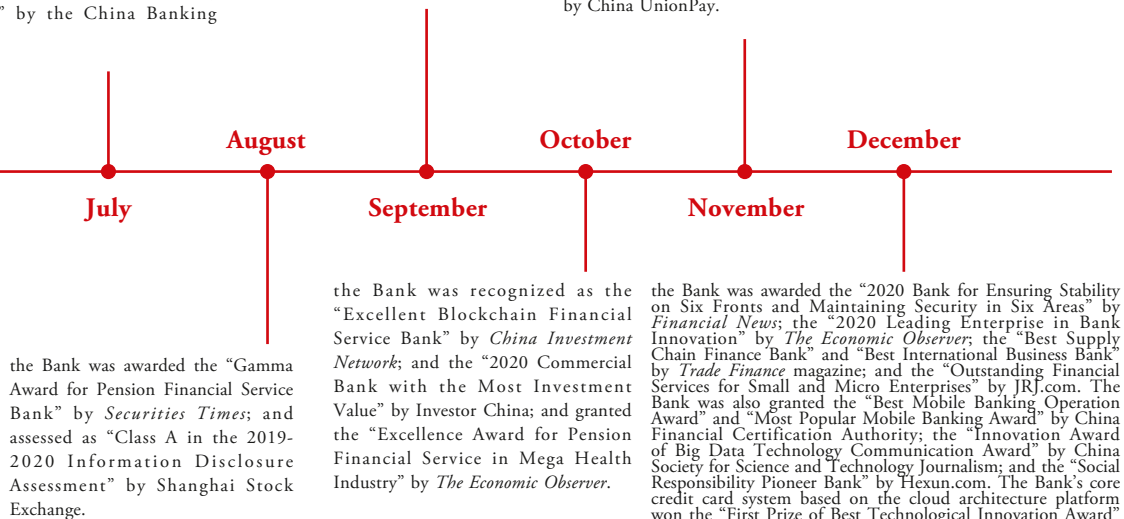 ” by the China Banking
by China UnionPay.
August
October
December
July
September
November
the Bank was awarded the “Gamma
Award for Pension Financial Service
Bank” by Securities Times; and
assessed as “Class A in the 2019-
2020 Information Disclosure
Assessment” by Shanghai Stock
Exchange.
the Bank was recognized as the
“Excellent Blockchain Financial
Service Bank” by China Investment
Network; and the “2020 Commercial
Bank with the Most Investment
Value” by Investor China; and granted
the “Excellence Award for Pension
Financial Service in Mega Health
Industry” by The Economic Observer.
the Bank was awarded the “2020 Bank for Ensuring Stability
on Six Fronts and Maintaining Security in Six Areas” by
Financial News; the “2020 Leading Enterprise in Bank
Innovation” by The Economic Observer; the “Best Supply
Chain Finance Bank” and “Best International Business Bank”
by Trade Finance magazine; and the “Outstanding Financial
Services for Small and Micro Enterprises” by JRJ.com. The
Bank was also granted the “Best Mobile Banking Operation
Award” and “Most Popular Mobile Banking Award” by China
Financial Certification Authority; the “Innovation Award
of Big Data Technology Communication Award” by China
Society for Science and Technology Journalism; and the “Social
Responsibility Pioneer Bank” by Hexun.com. The Bank’s core
credit card system based on the cloud architecture platform
won the “First Prize of Best Technological Innovation Award”